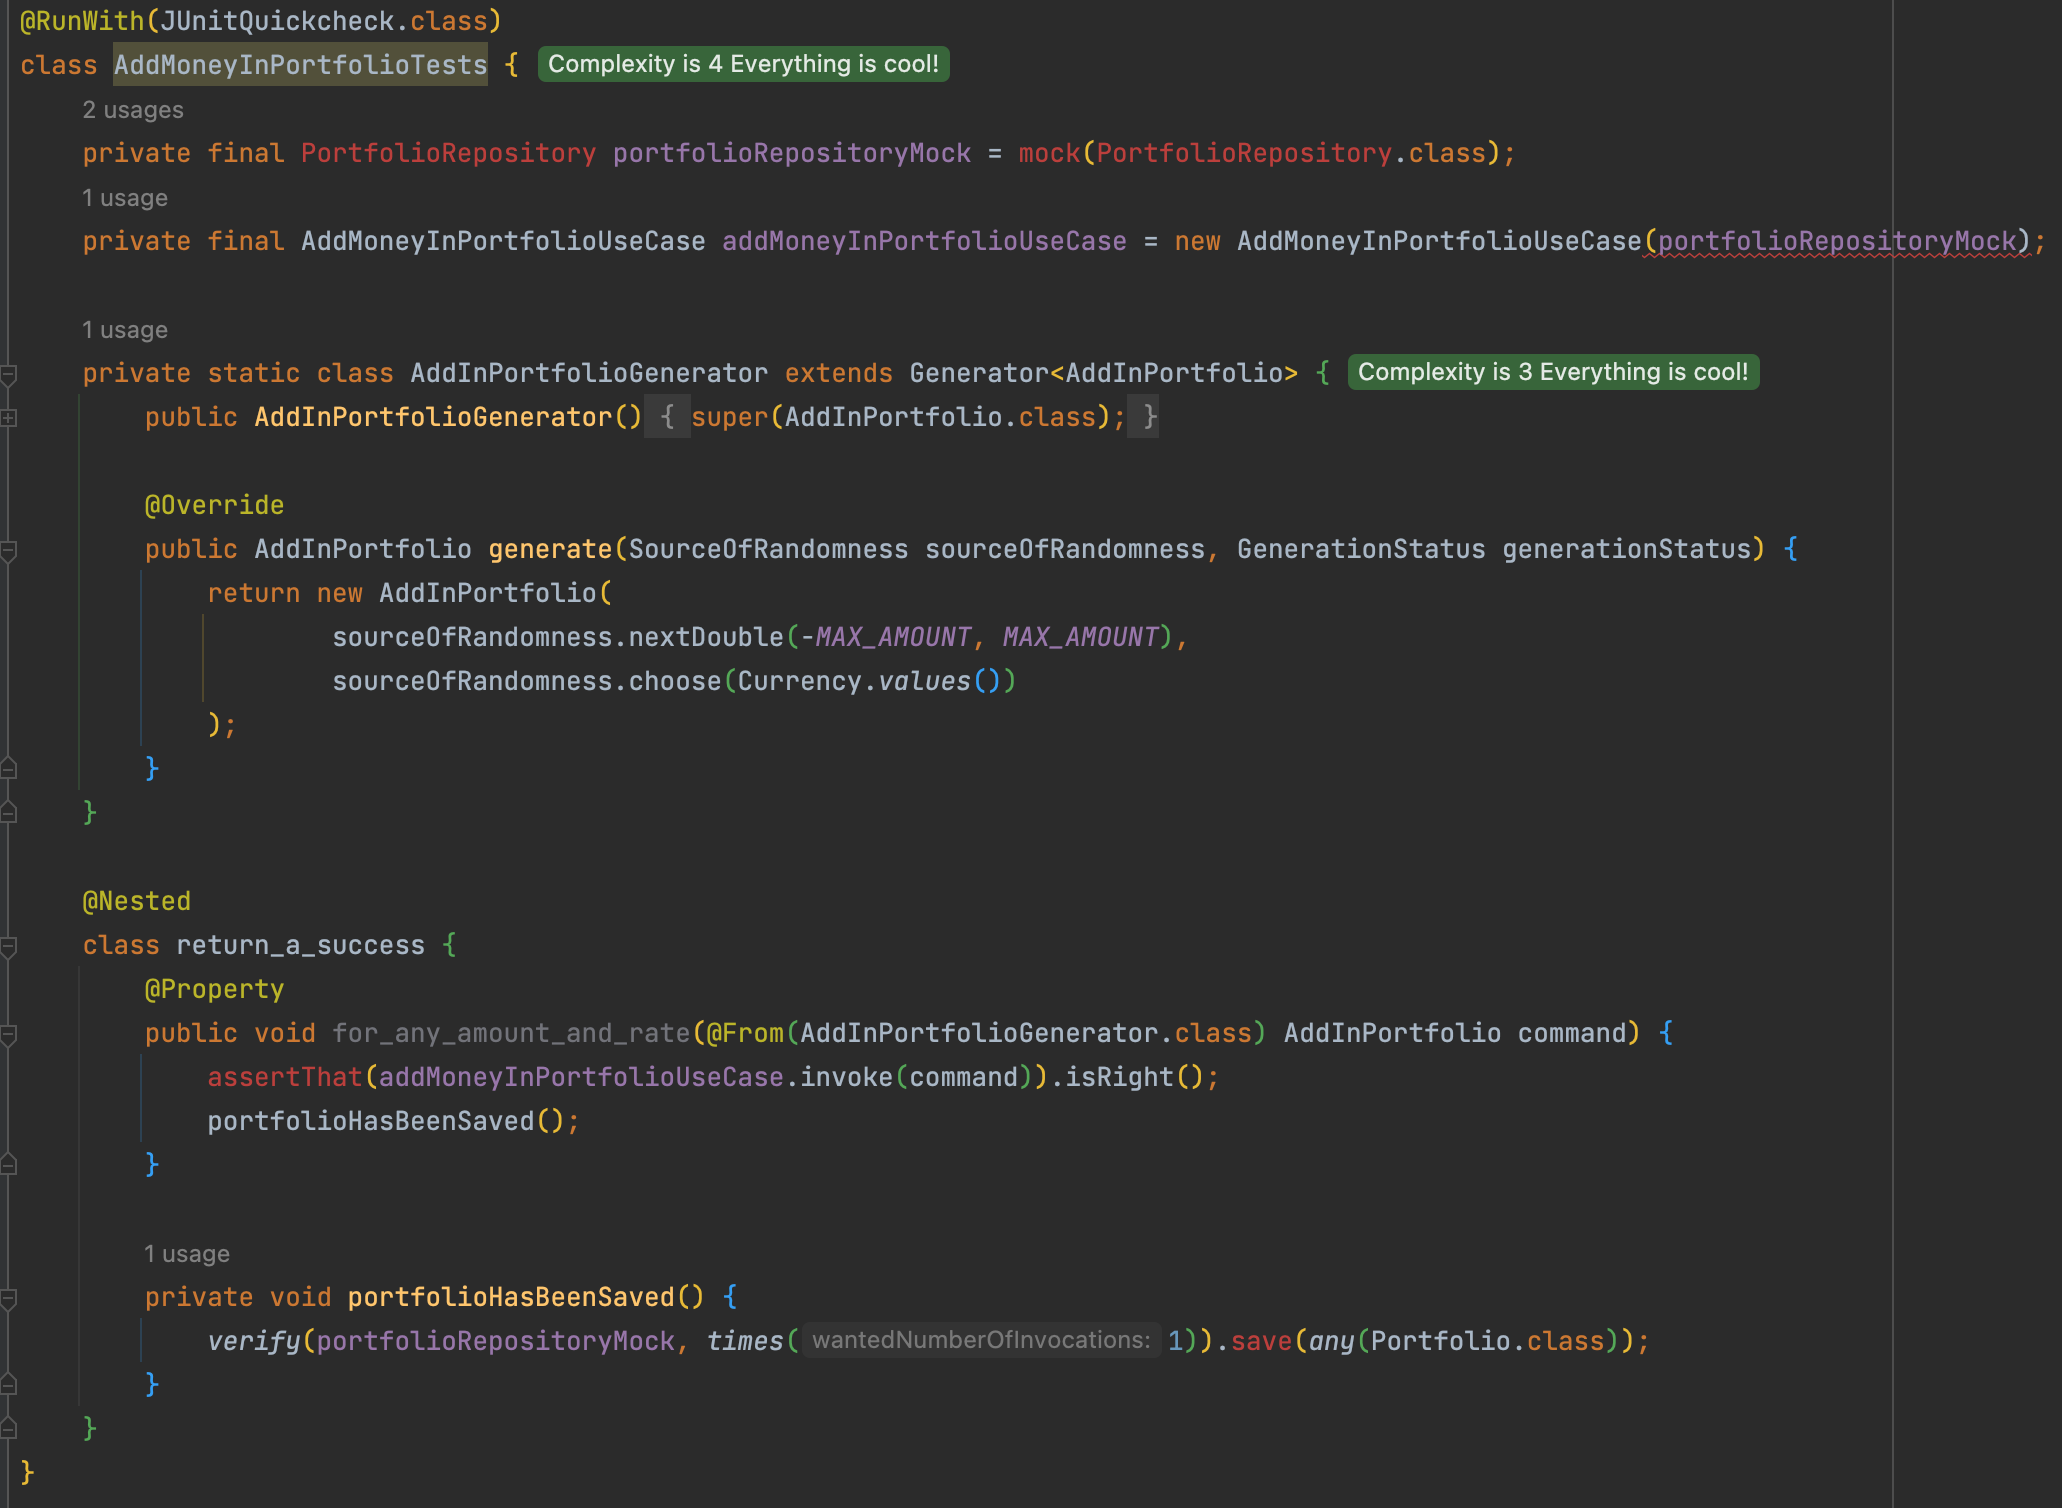 @RunWith(JUnitQuickcheck.class)
class AddMoneyInPortfolioTests { Complexity is 4 Everything is cool!
2 usages
private final PortfolioRepository portfolioRepositoryMock = mock(PortfolioRepository.class);
1 usage
private final AddMoneyInPortfolioUseCase addMoneyInPortfolioUseCase = new AddMoneyInPortfolioUseCase(portfolioRepositoryMock);
1 usage
private static class AddInPortfolioGenerator extends Generator<AddInPortfolio> { Complexity is 3 Everything is cool!
public AddInPortfolioGenerator() { super(AddInPortfolio.class); }
@Override
public AddInPortfolio generate(SourceOfRandomness sourceOfRandomness, GenerationStatus generationStatus) {
return new AddInPortfolio(
sourceOfRandomness.nextDouble(-MAX_AMOUNT, MAX_AMOUNT),
sourceOfRandomness.choose(Currency.values())
);
}
}
@Nested
class return_a_success {
@Property
public void for_any_amount_and_rate(@From(AddInPortfolioGenerator.class) AddInPortfolio command) {
assertThat(addMoneyInPortfolioUseCase.invoke(command)).isRight();
portfolioHasBeenSaved();
}
1 usage
private void portfolioHasBeenSaved() {
verify(portfolioRepositoryMock, times( wantedNumberOfInvocations: 1)).save(any(Portfolio.class));
}
}
}